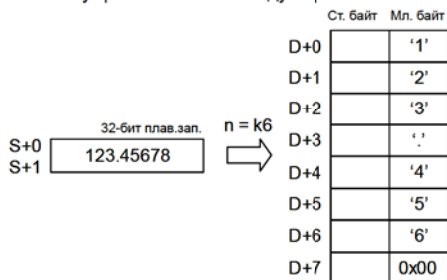 Ст. байт Мл. байт
D+0 '1'
D+1 '2'
D+2 '3'
32-бит плав.зап. n = k6
S+0 123.45678 D+3 '.'
S+1 D+4 '4'
D+5 '5'
D+6 '6'
D+7 0x00